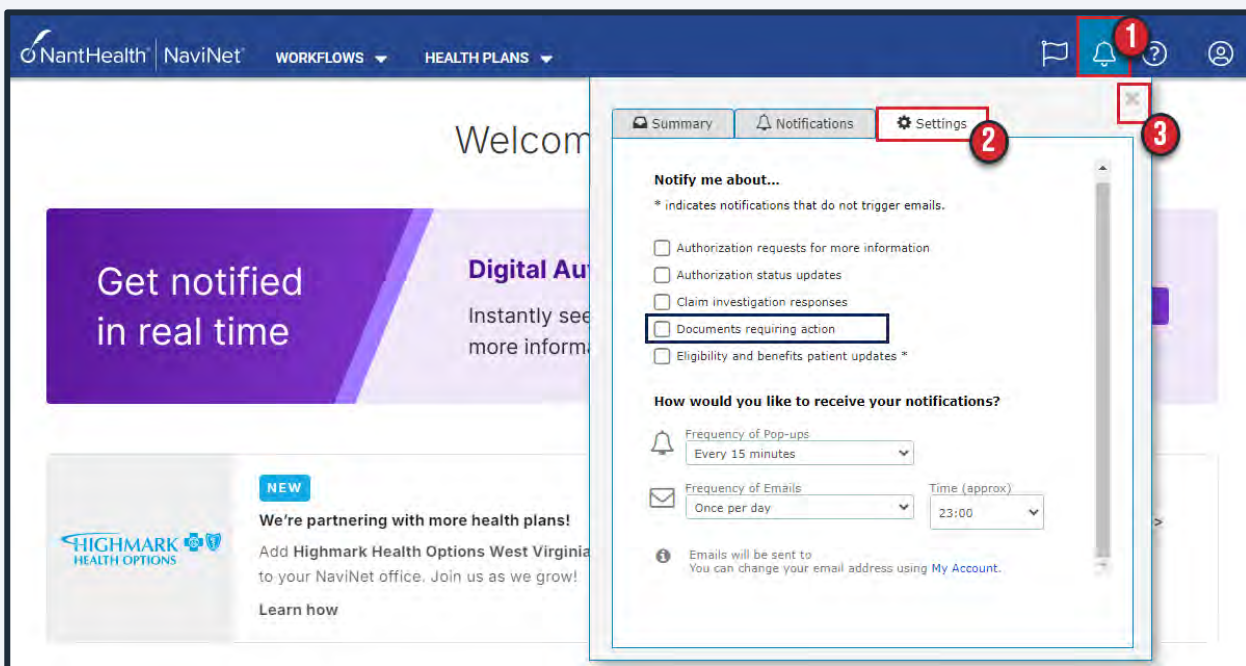 NantHealth® NaviNet®
WORKFLOWS
HEALTH PLANS
1
?
Welcom
Get notified
in real time
Digital Au
Instantly see
more informa
Summary
Notifications
Settings
2
3
Notify me about...
* indicates notifications that do not trigger emails.
Authorization requests for more information
Authorization status updates
Claim investigation responses
Documents requiring action
Eligibility and benefits patient updates *
How would you like to receive your notifications?
Frequency of Pop-ups
Every 15 minutes
Frequency of Emails
Time (approx)
Once per day
23:00
Emails will be sent to
You can change your email address using My Account.
HIGHMARK
HEALTH OPTIONS
NEW
We're partnering with more health plans!
Add Highmark Health Options West Virginia
to your NaviNet office. Join us as we grow!
Learn how
>